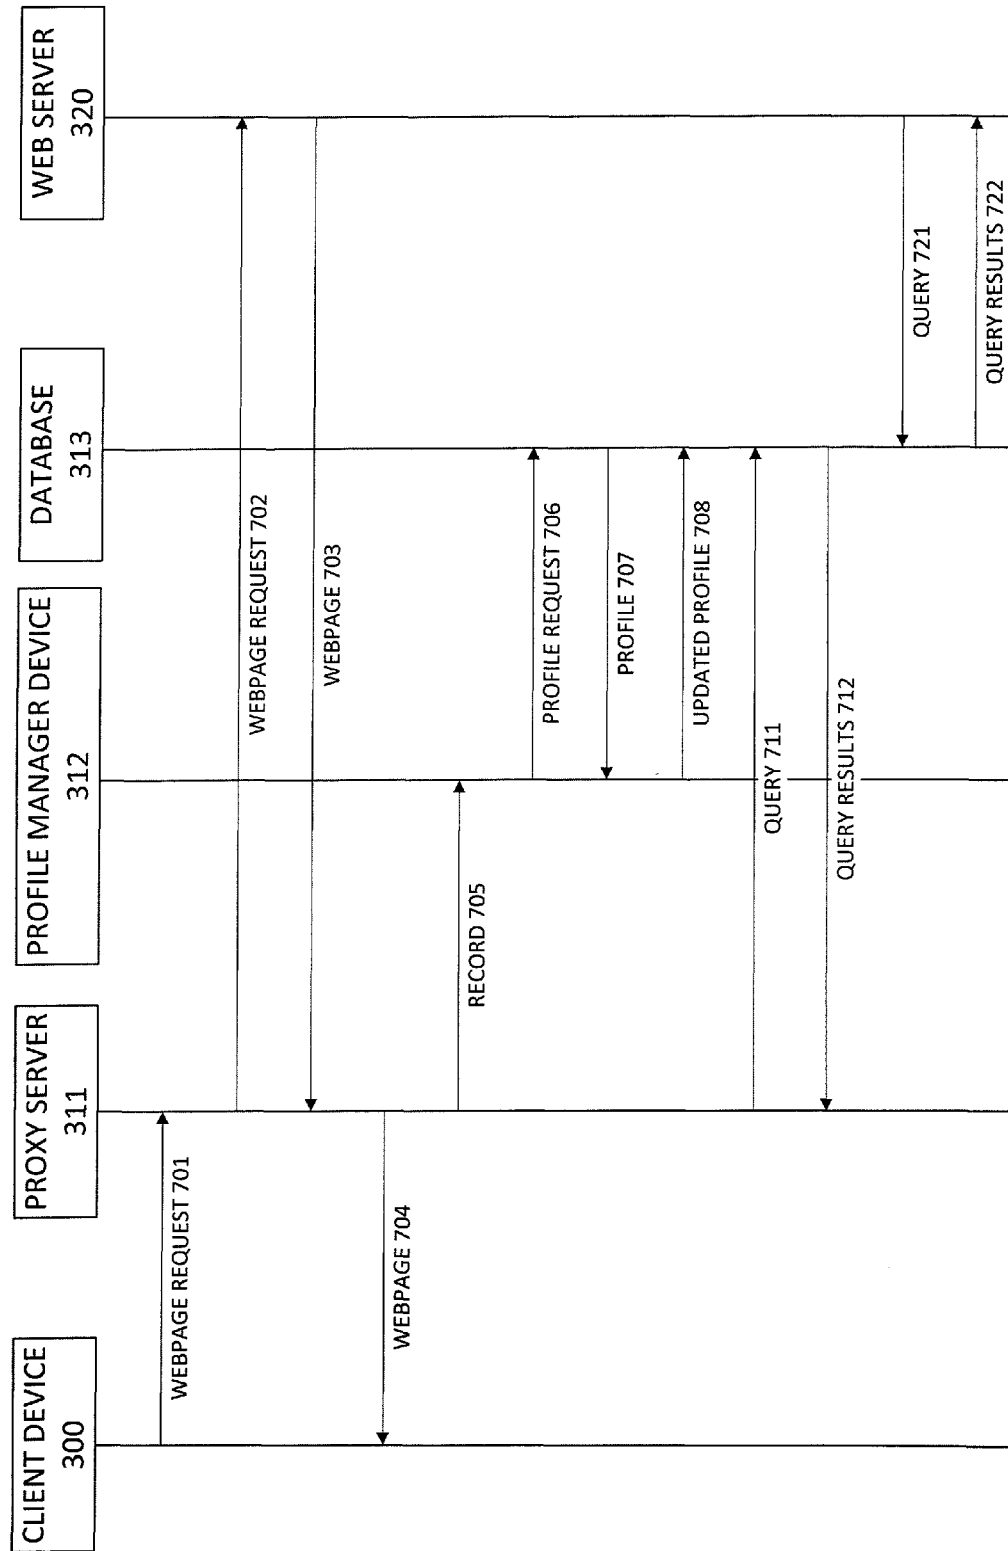 CLIENT DEVICE
300
PROXY SERVER
311
PROFILE MANAGER DEVICE
312
DATABASE
313
WEB SERVER
320
WEBPAGE REQUEST 701
WEBPAGE REQUEST 702
WEBPAGE 703
WEBPAGE 704
RECORD 705
PROFILE REQUEST 706
PROFILE 707
UPDATED PROFILE 708
QUERY 711
QUERY RESULTS 712
QUERY 721
QUERY RESULTS 722